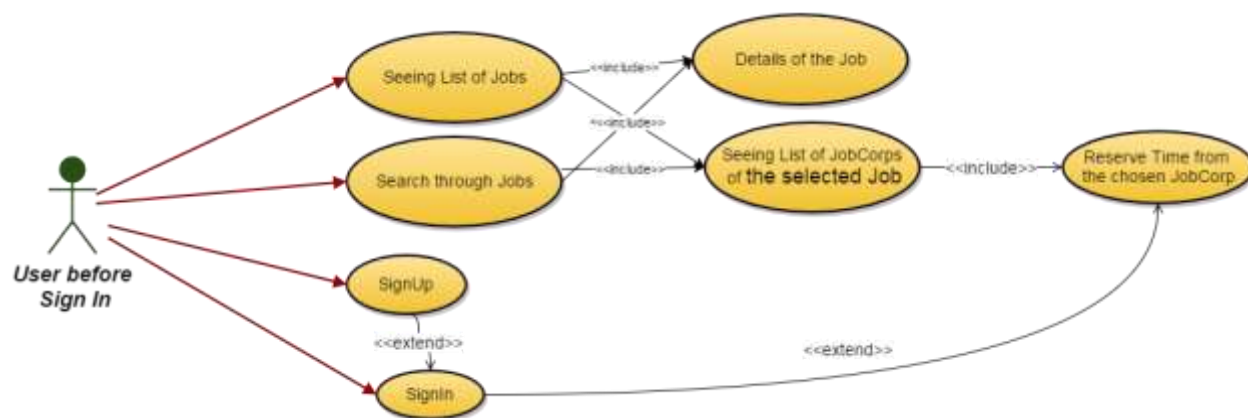 Seeing List of Jobs
<<include>>
Details of the Job
<<include>>
Search through Jobs
<<include>>
Seeing List of JobCorps
of the selected Job
<<include>>
Reserve Time from
the chosen JobCorp
User before
Sign In
SignUp
<<extend>>
SignIn
<<extend>>